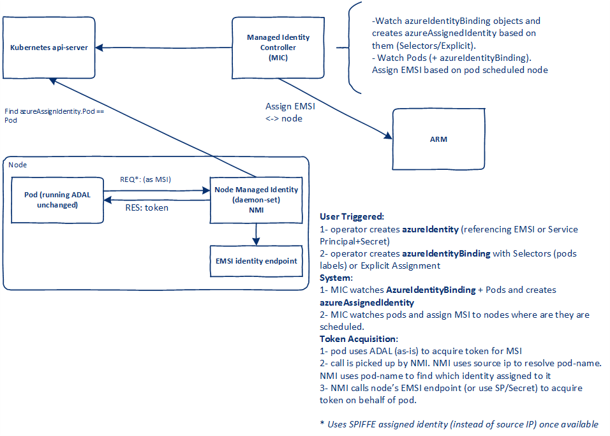 Kubernetes api-server
Managed Identity
Controller
(MIC)
-Watch azureIdentityBinding objects and
creates azureAssignedIdentity based on
them (Selectors/Explicit).
- Watch Pods (+ azureIdentityBinding).
Assign EMSI based on pod scheduled node
Find azureAssignIdentity.Pod ==
Pod
Assign EMSI
<-> node
ARM
Node
Pod (running ADAL
unchanged)
REQ*: (as MSI)
RES: token
Node Managed Identity
(daemon-set)
NMI
EMSI identity endpoint
User Triggered:
1- operator creates azureIdentity (referencing EMSI or Service
Principal+Secret)
2- operator creates azureIdentityBinding with Selectors (pods
labels) or Explicit Assignment
System:
1- MIC watches AzureIdentityBinding + Pods and creates
azureAssignedIdentity
2- MIC watches pods and assign MSI to nodes where are they are
scheduled.
Token Acquisition:
1- pod uses ADAL (as-is) to acquire token for MSI
2- call is picked up by NMI. NMI uses source ip to resolve pod-name.
NMI uses pod-name to find which identity assigned to it
3- NMI calls node's EMSI endpoint (or use SP/Secret) to acquire
token on behalf of pod.
* Uses SPIFFE assigned identity (instead of source IP) once available